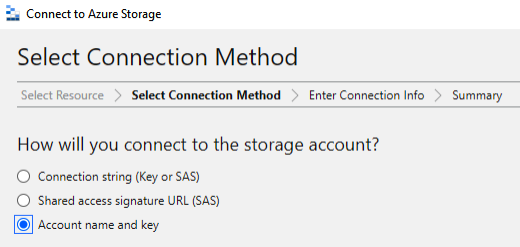 Connect to Azure Storage
Select Connection Method
Select Resource > Select Connection Method > Enter Connection Info > Summary
How will you connect to the storage account?
Connection string (Key or SAS)
Shared access signature URL (SAS)
Account name and key